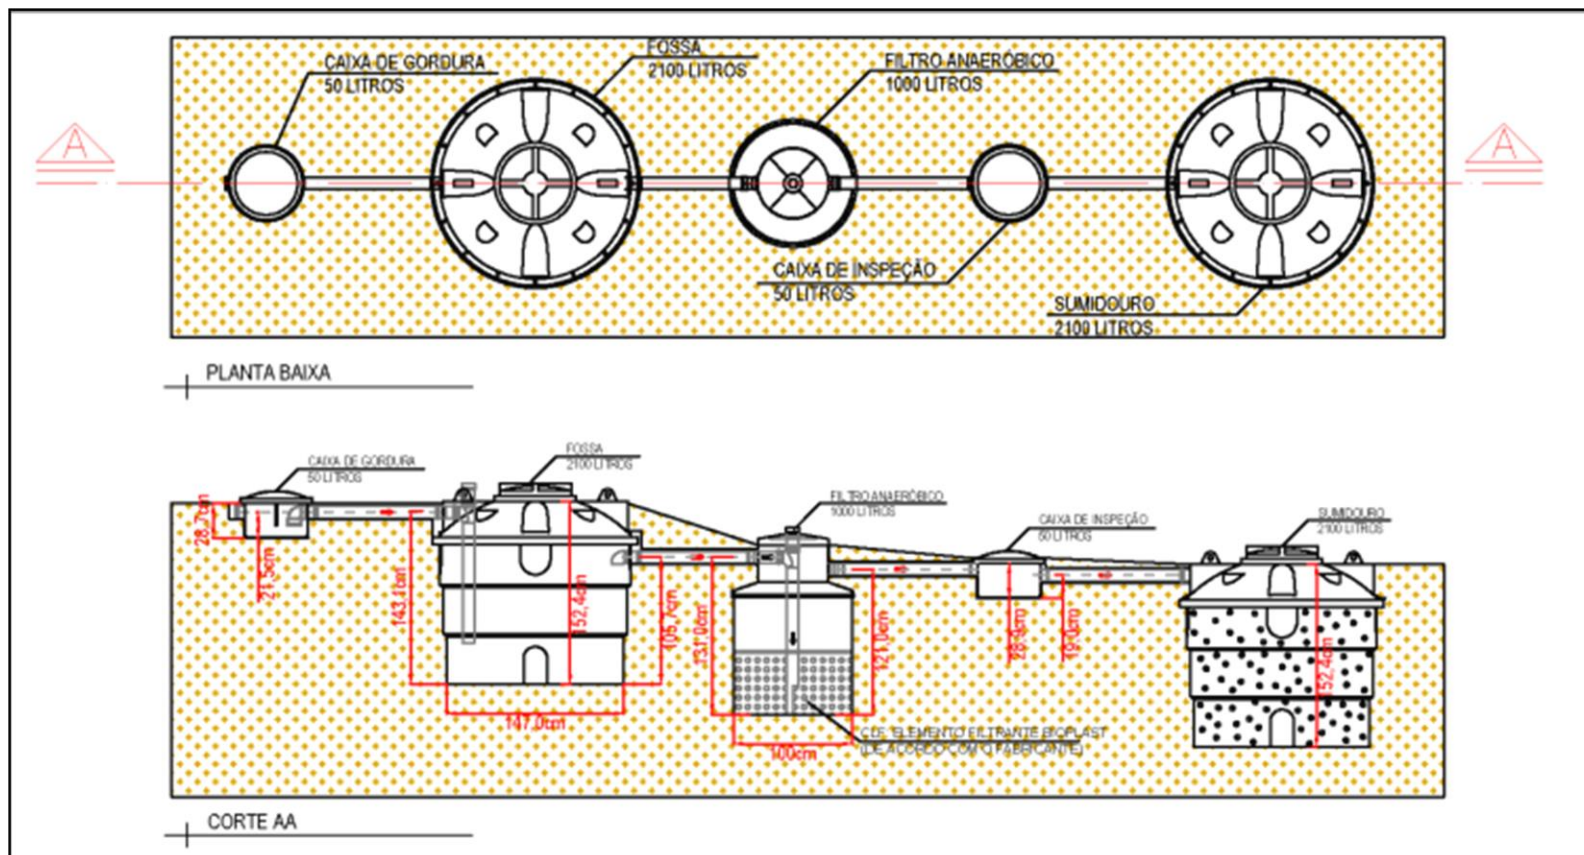 FOSSA
2100 LITROS
CAIXA DE GORDURA
50 LITROS
FILTRO ANAERÓBICO
1000 LITROS
A
A
CAIXA DE INSPEÇÃO
50 LITROS
SUMIDOURO
2100 LITROS
PLANTA BAIXA
FOSSA
2100 LITROS
CAIXA DE GORDURA
50 LITROS
FILTRO ANAERÓBICO
1000 LITROS
CAIXA DE INSPEÇÃO
50 LITROS
SUMIDOURO
2100 LITROS
28,7cm
21,5cm
143,1cm
152,4cm
105,7cm
131,0cm
121,0cm
28,9cm
19,0cm
152,4cm
147,0cm
100cm
ELEMENTO FILTRANTE BIOPLAST
(DE ACORDO COM O FABRICANTE)
CORTE AA